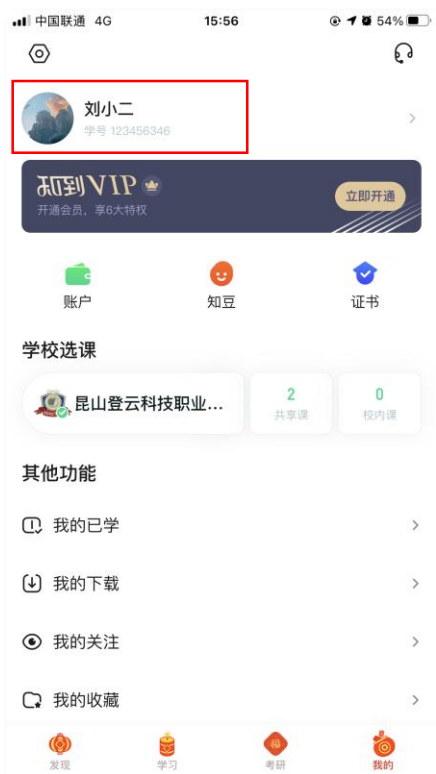 中国联通 4G 15:56 54%
刘小二
学号 123456346
知到VIP
开通会员，享6大特权
立即开通
账户 知豆 证书
学校选课
昆山登云科技职业...
2 0
共享课 校内课
其他功能
我的已学
我的下载
我的关注
我的收藏
福
发现 学习 考研 我的